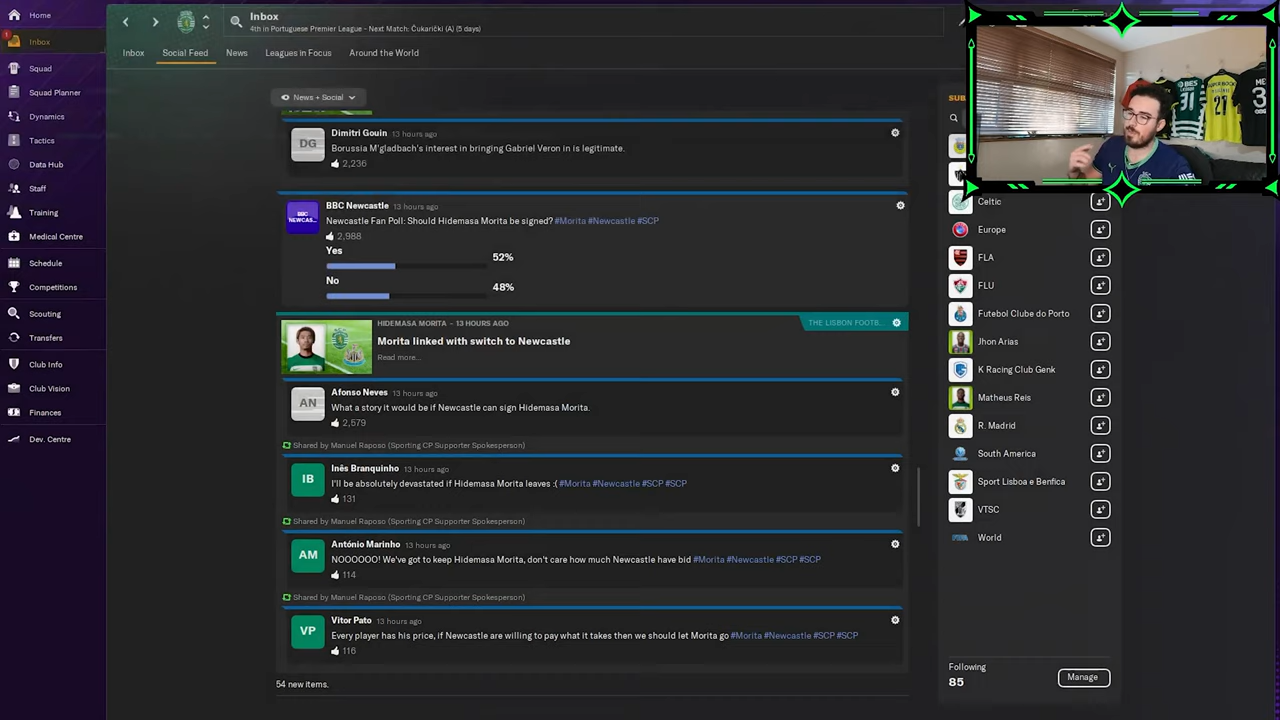 Home
Inbox
Squad
Squad Planner
Dynamics
Tactics
Data Hub
Staff
Training
Medical Centre
Schedule
Competitions
Scouting
Transfers
Club Info
Club Vision
Finances
Dev. Centre
Inbox
4th in Portuguese Premier League - Next Match: Čukarički (A) (5 days)
Inbox Social Feed News Leagues in Focus Around the World
News + Social
DG
Dimitri Gouin 13 hours ago
Borussia M'gladbach's interest in bringing Gabriel Veron in is legitimate.
2,236
BBC NEWCAS...
BBC Newcastle 13 hours ago
Newcastle Fan Poll: Should Hidemasa Morita be signed? #Morita #Newcastle #SCP
2,988
Yes 52%
No 48%
HIDEMASA MORITA - 13 HOURS AGO
THE LISBON FOOTB...
Morita linked with switch to Newcastle
Read more...
AN
Afonso Neves 13 hours ago
What a story it would be if Newcastle can sign Hidemasa Morita.
2,579
Shared by Manuel Raposo (Sporting CP Supporter Spokesperson)
IB
Inês Branquinho 13 hours ago
I'll be absolutely devastated if Hidemasa Morita leaves :( #Morita #Newcastle #SCP #SCP
131
Shared by Manuel Raposo (Sporting CP Supporter Spokesperson)
AM
António Marinho 13 hours ago
NOOOOOO! We've got to keep Hidemasa Morita, don't care how much Newcastle have bid #Morita #Newcastle #SCP #SCP
114
Shared by Manuel Raposo (Sporting CP Supporter Spokesperson)
VP
Vitor Pato 13 hours ago
Every player has his price, if Newcastle are willing to pay what it takes then we should let Morita go #Morita #Newcastle #SCP #SCP
116
54 new items.
Celtic
Europe
FLA
FLU
Futebol Clube do Porto
Jhon Arias
K Racing Club Genk
Matheus Reis
R. Madrid
South America
Sport Lisboa e Benfica
VTSC
World
Following
85
Manage
31
21